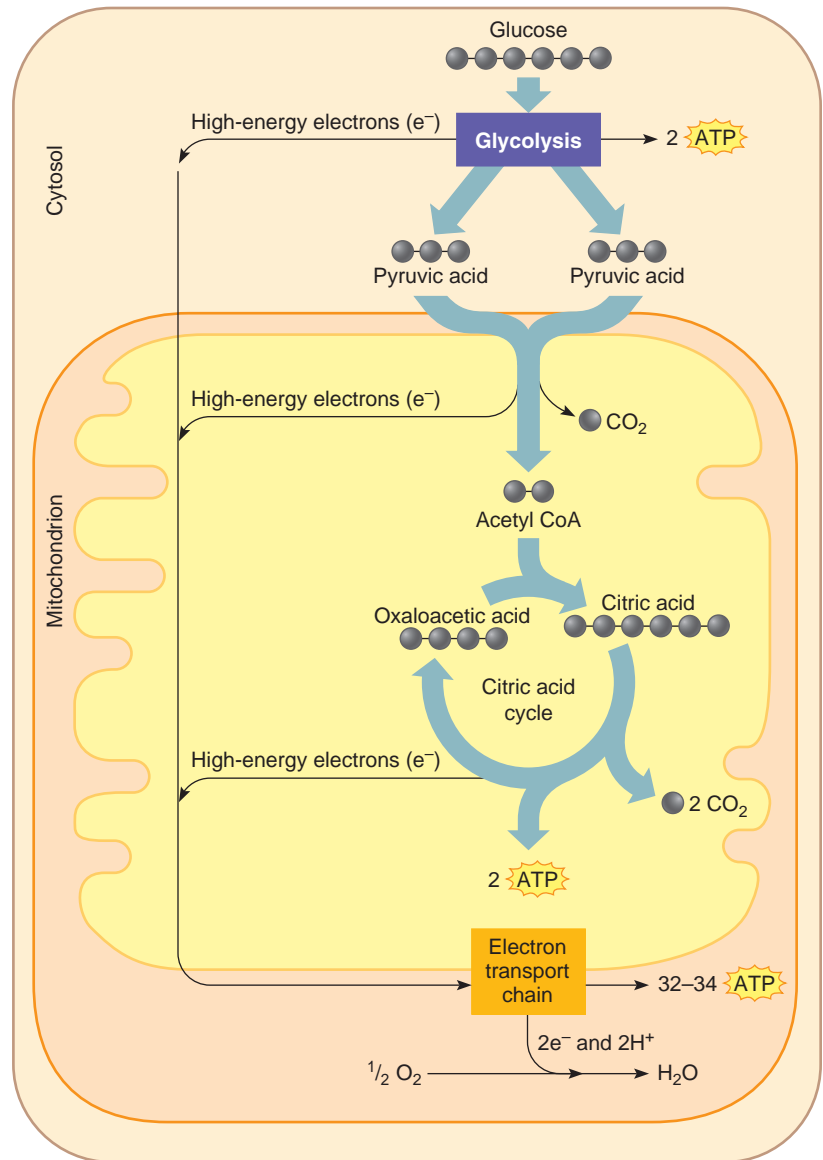 Glucose
High-energy electrons (e⁻)
Glycolysis
2 ATP
Cytosol
Pyruvic acid
Pyruvic acid
High-energy electrons (e⁻)
CO₂
Acetyl CoA
Mitochondrion
Oxaloacetic acid
Citric acid
Citric acid
cycle
High-energy electrons (e⁻)
2 CO₂
2 ATP
Electron
transport
chain
32–34 ATP
2e⁻ and 2H⁺
½ O₂
H₂O